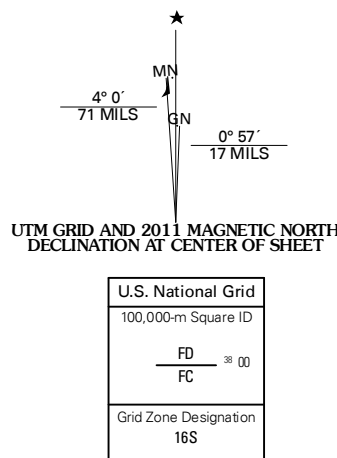 ★
MN
4° 0´
71 MILS
GN
0° 57´
17 MILS
UTM GRID AND 2011 MAGNETIC NORTH
DECLINATION AT CENTER OF SHEET
U.S. National Grid
100,000-m Square ID
FD
38 00
FC
Grid Zone Designation
16S